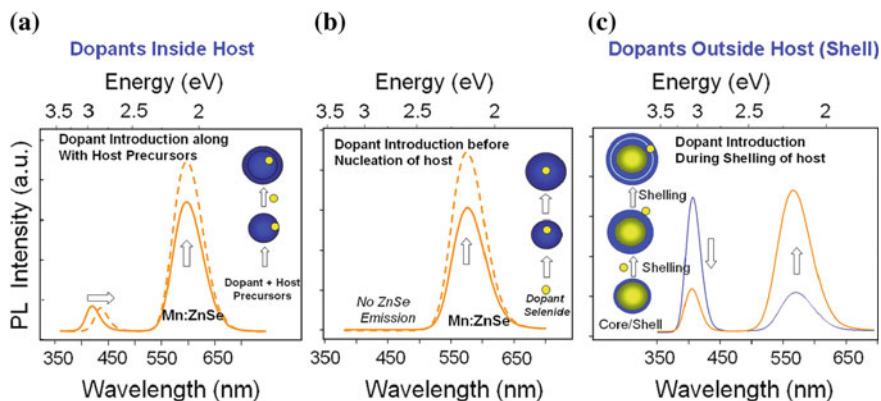 (a)
Dopants Inside Host
Energy (eV)
3.5 3 2.5 2
Dopant Introduction along
With Host Precursors
Dopant + Host
Precursors
Mn:ZnSe
PL Intensity (a.u.)
350 450 550 650
Wavelength (nm)
(b)
Energy (eV)
3.5 3 2.5 2
Dopant Introduction before
Nucleation of host
Dopant
Selenide
No ZnSe
Emission
Mn:ZnSe
350 450 550 650
Wavelength (nm)
(c)
Dopants Outside Host (Shell)
Energy (eV)
3.5 3 2.5 2
Dopant Introduction
During Shelling of host
Shelling
Shelling
Core/Shell
350 450 550 650
Wavelength (nm)